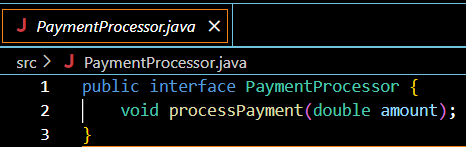 J PaymentProcessor.java ×
src > J PaymentProcessor.java
1 public interface PaymentProcessor {
2 void processPayment(double amount);
3 }